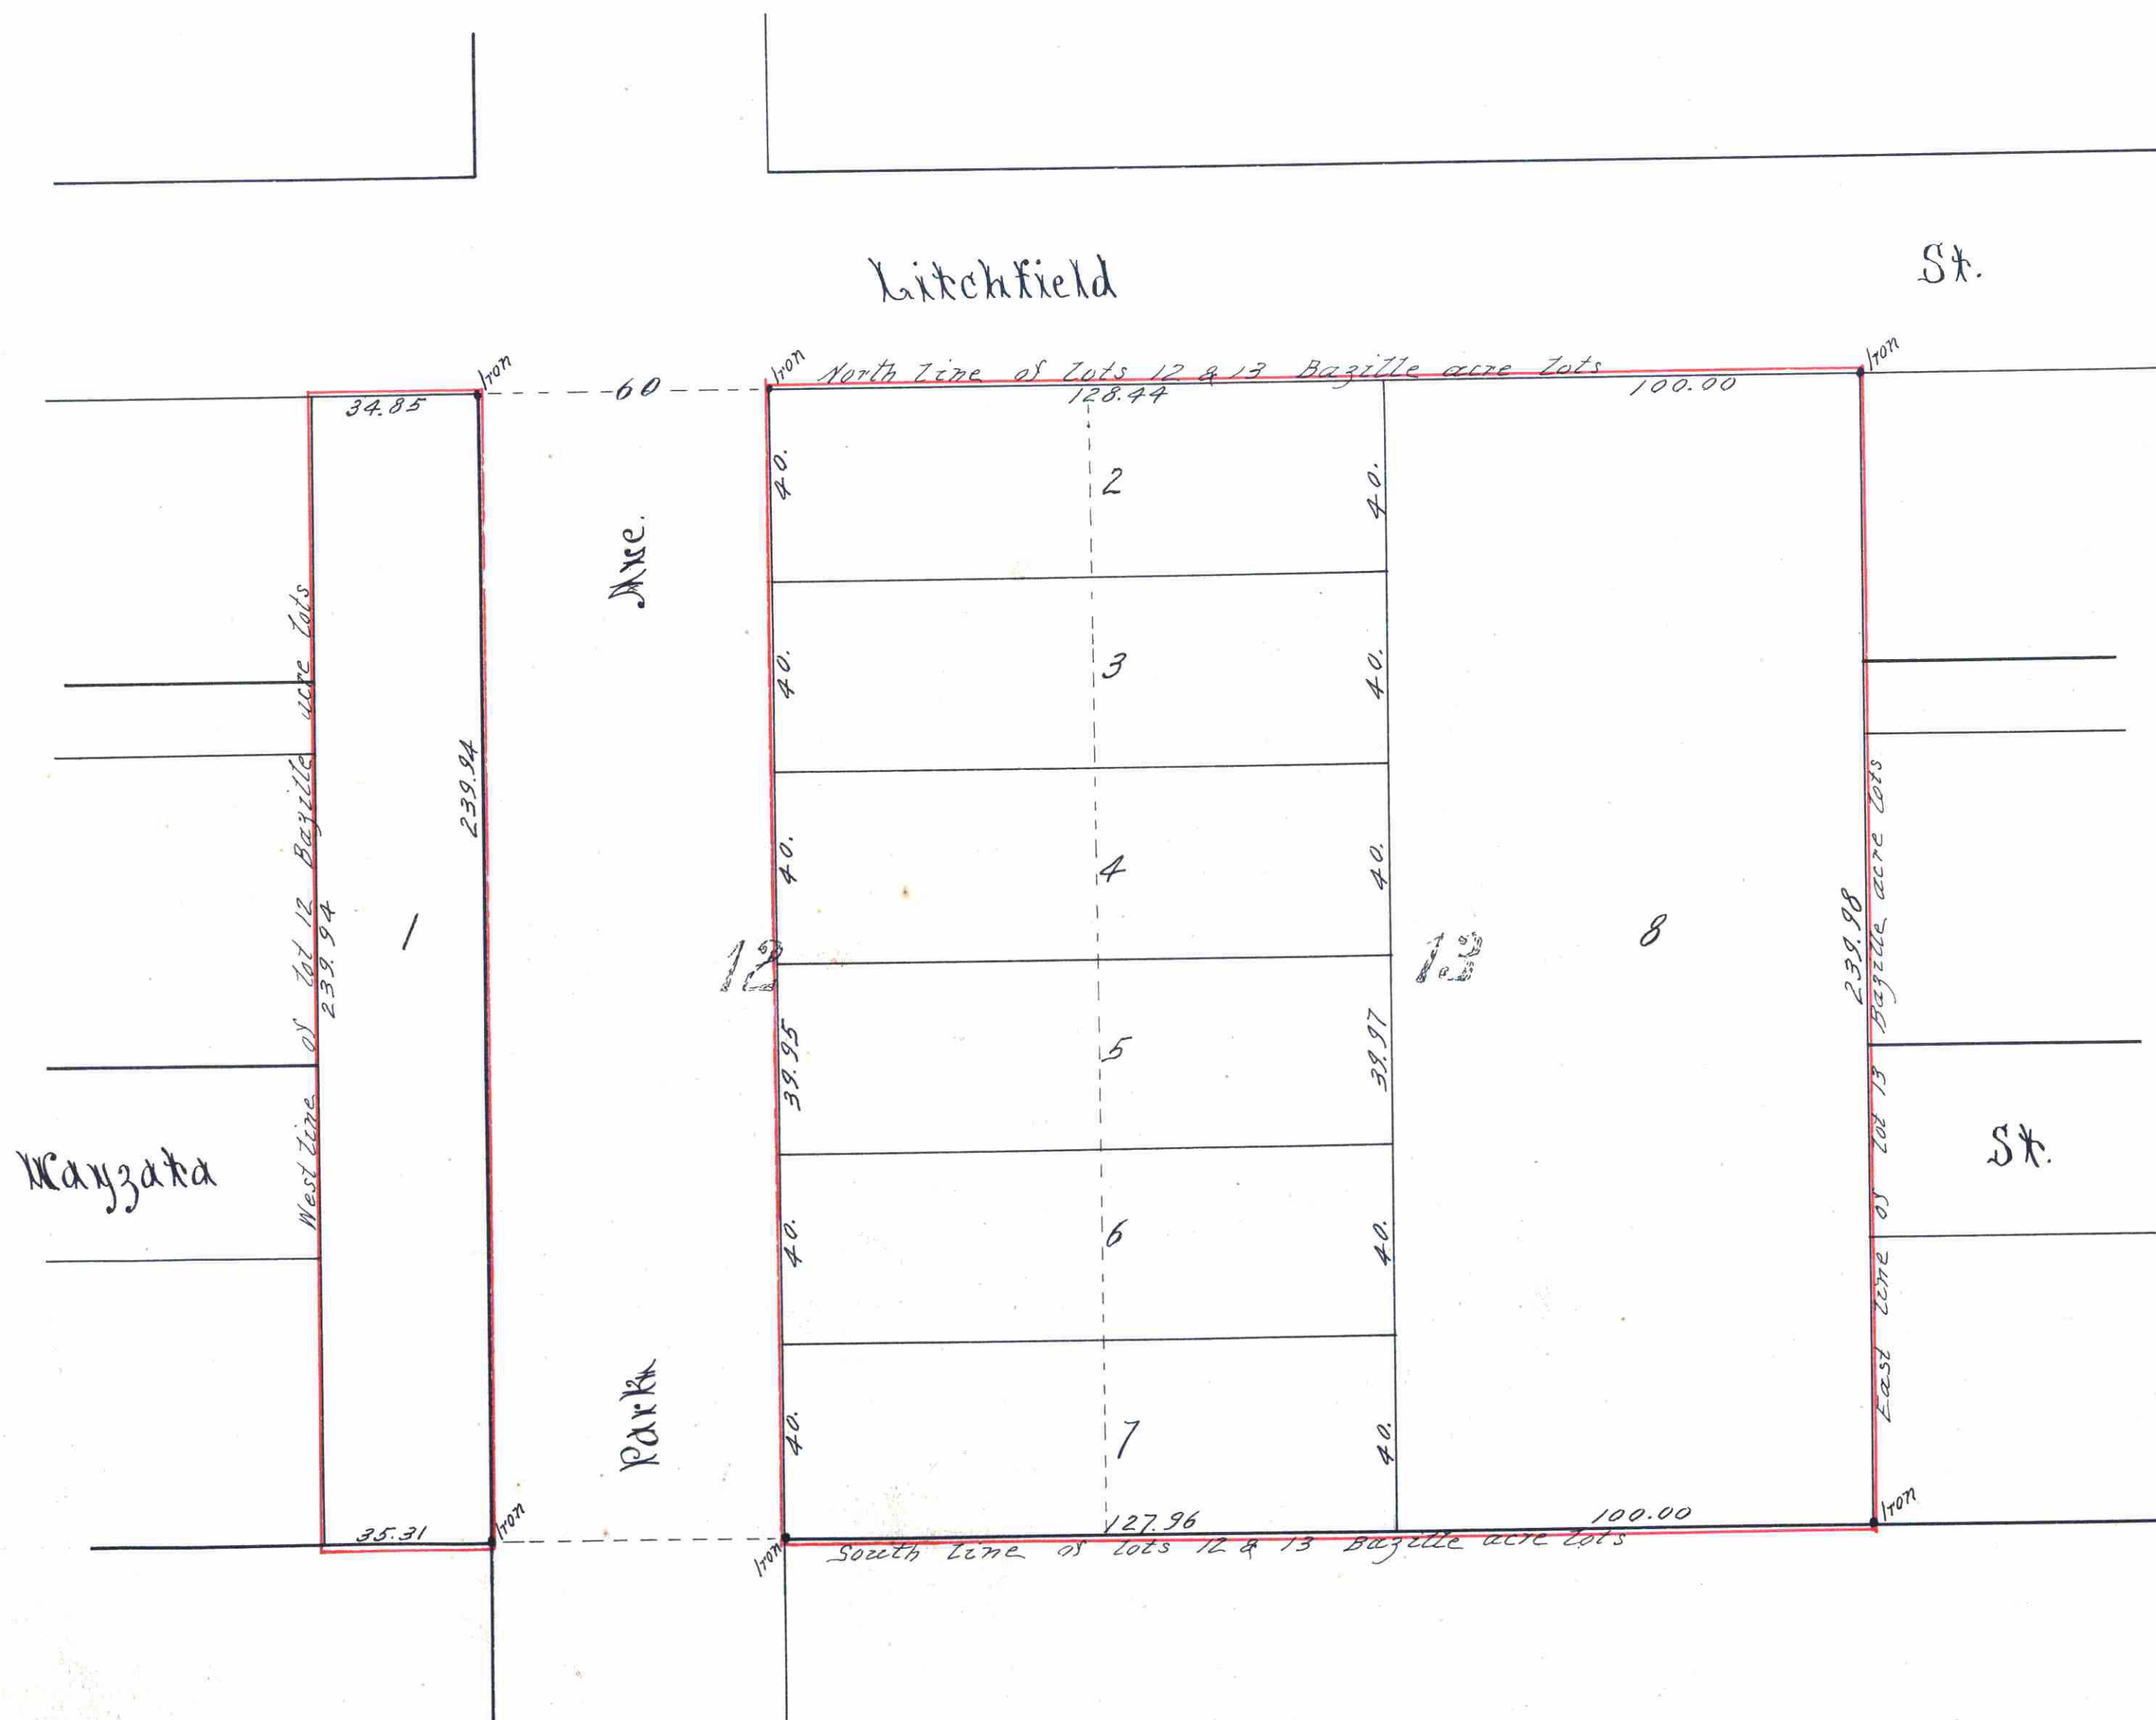 Litchfield St.
Iron
Iron
Iron
North line of lots 12 & 13 Bazille acre lots
34.85
60
128.44
100.00
40.
2
40.
Ave.
40.
3
40.
West line of lot 12 Bazille acre lots
239.94
239.94
1
40.
4
40.
12
13
8
239.98
East line of lot 13 Bazille acre lots
39.95
5
39.97
Wayzata St.
40.
6
40.
Park
40.
7
40.
35.31
Iron
127.96
100.00
Iron
Iron
South line of lots 12 & 13 Bazille acre lots